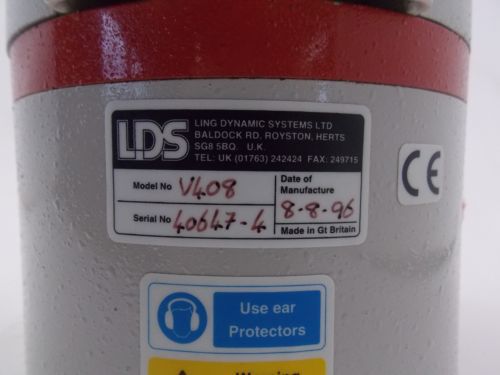 LDS
LING DYNAMIC SYSTEMS LTD
BALDOCK RD, ROYSTON, HERTS
SG8 5BQ. U.K.
TEL: UK (01763) 242424 FAX: 249715
Model No V408
Date of
Manufacture
8-8-96
Serial No 40647-4
Made in Gt Britain
CE
Use ear
Protectors
Warning